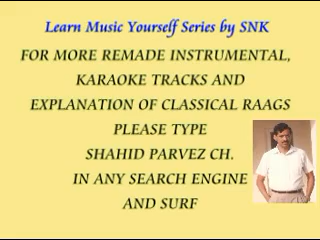 Learn Music Yourself Series by SNK
FOR MORE REMADE INSTRUMENTAL,
KARAOKE TRACKS AND
EXPLANATION OF CLASSICAL RAAGS
PLEASE TYPE
SHAHID PARVEZ CH.
IN ANY SEARCH ENGINE
AND SURF